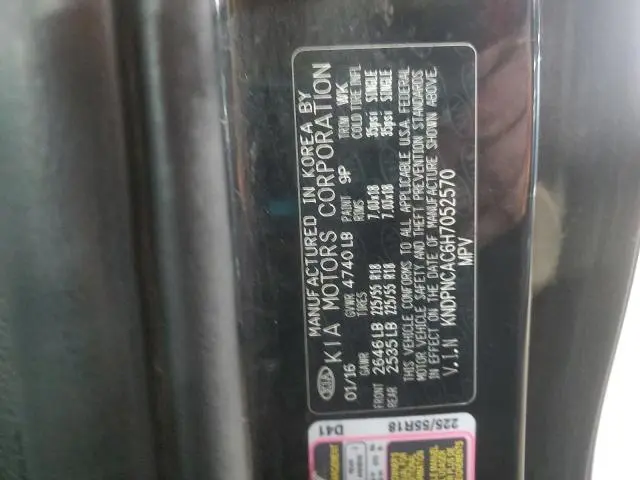 MANUFACTURED IN KOREA BY
KIA KIA MOTORS CORPORATION
01/16 GVWR 4740LB PAINT 9P TRIM WK
GAWR TIRES RIMS COLD TIRE INFL
FRONT 2646LB 225/55 R18 7.0Jx18 35psi SINGLE
REAR 2535LB 225/55 R18 7.0Jx18 35psi SINGLE
THIS VEHICLE CONFORMS TO ALL APPLICABLE U.S.A. FEDERAL
MOTOR VEHICLE SAFETY AND THEFT PREVENTION STANDARDS
IN EFFECT ON THE DATE OF MANUFACTURE SHOWN ABOVE.
V.I.N KNDPNCAC6H7052570
MPV
D41 225/55R18